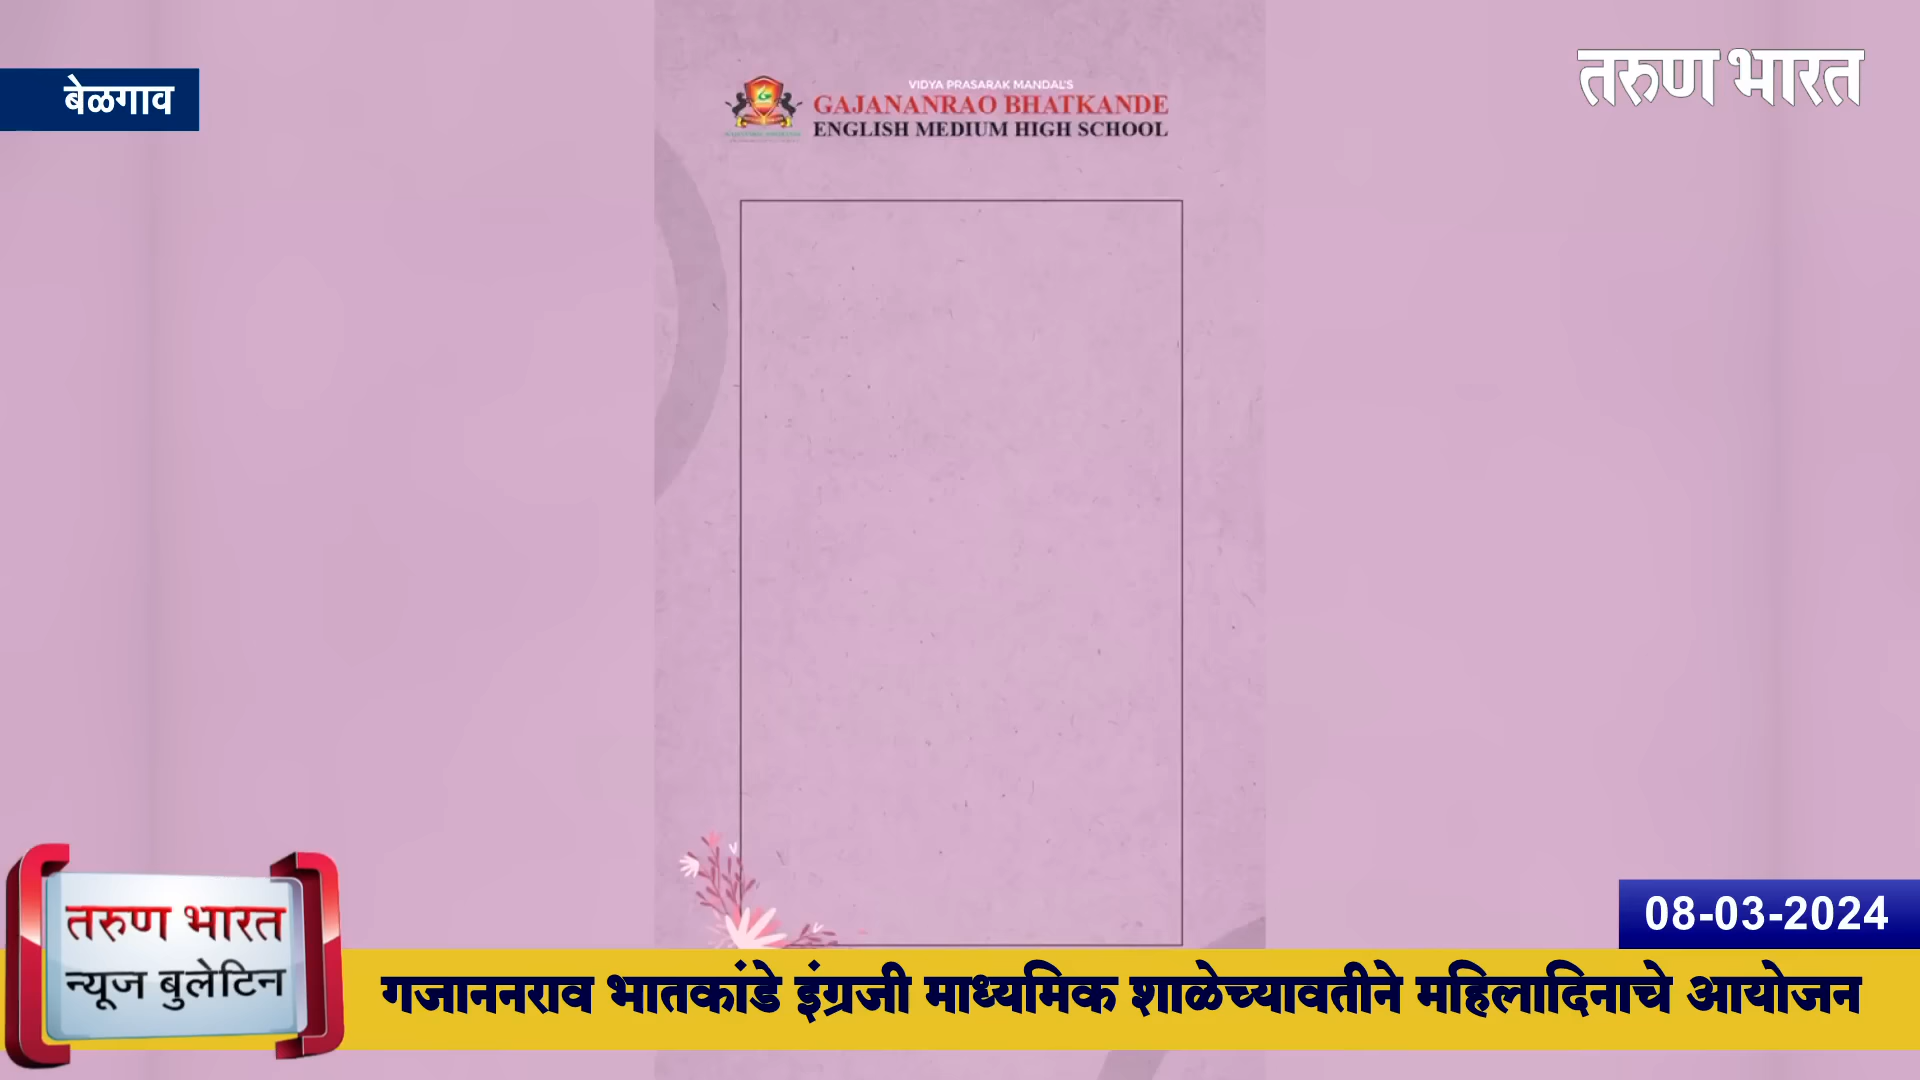 बेळगाव
तरुण भारत
VIDYA PRASARAK MANDAL'S
GAJANANRAO BHATKANDE
ENGLISH MEDIUM HIGH SCHOOL
08-03-2024
तरुण भारत
न्यूज बुलेटिन
गजाननराव भातकांडे इंग्रजी माध्यमिक शाळेच्यावतीने महिलादिनाचे आयोजन